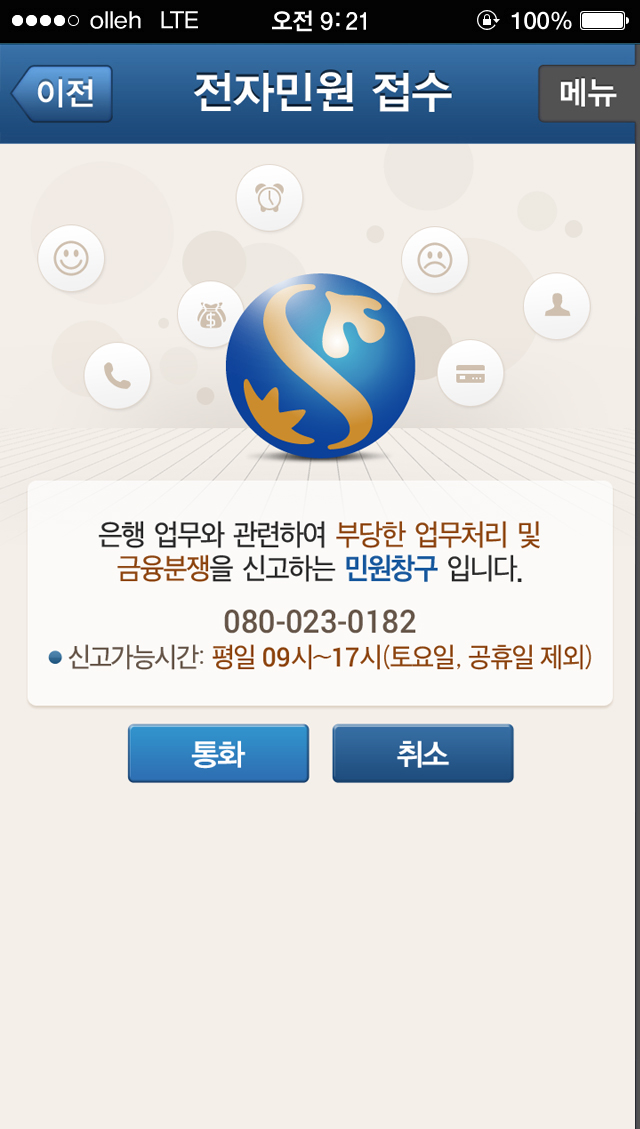 olleh LTE 오전 9:21 100%
이전 전자민원 접수 메뉴
은행 업무와 관련하여 부당한 업무처리 및
금융분쟁을 신고하는 민원창구 입니다.
080-023-0182
신고가능시간: 평일 09시~17시(토요일, 공휴일 제외)
통화 취소